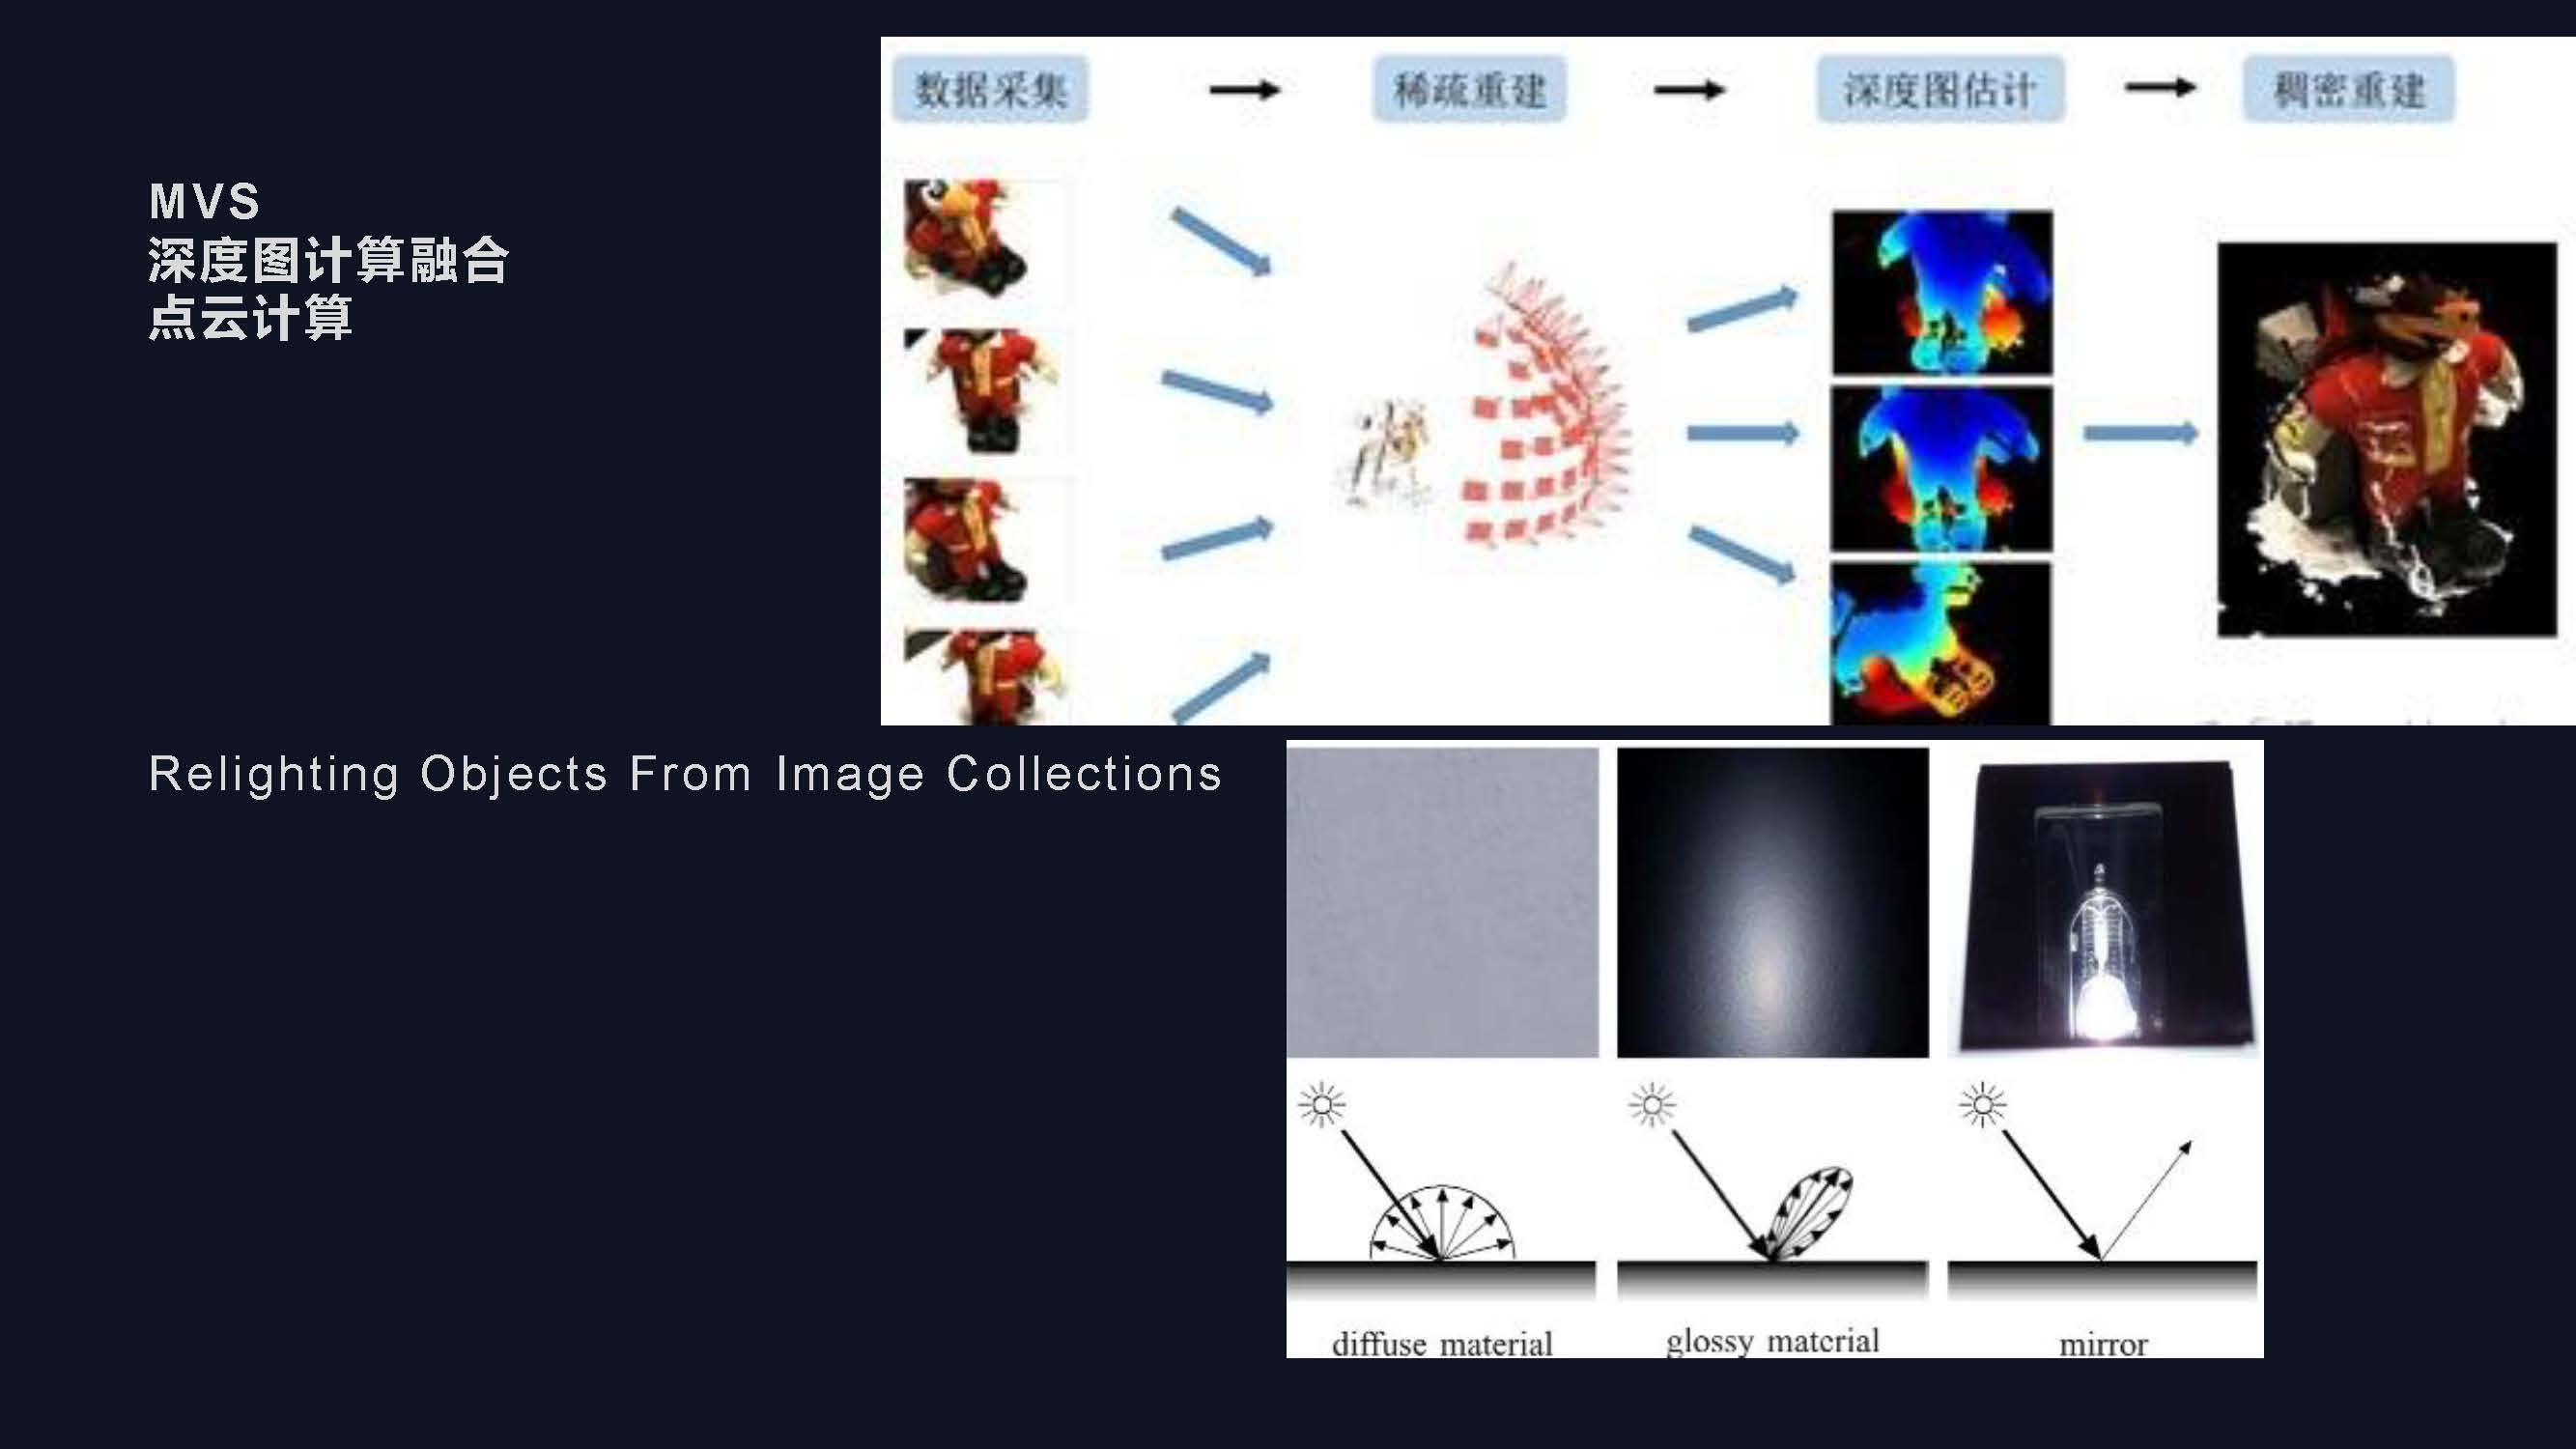 MVS
深度图计算融合
点云计算
数据采集
稀疏重建
深度图估计
稠密重建
Relighting Objects From Image Collections
diffuse material
glossy material
mirror